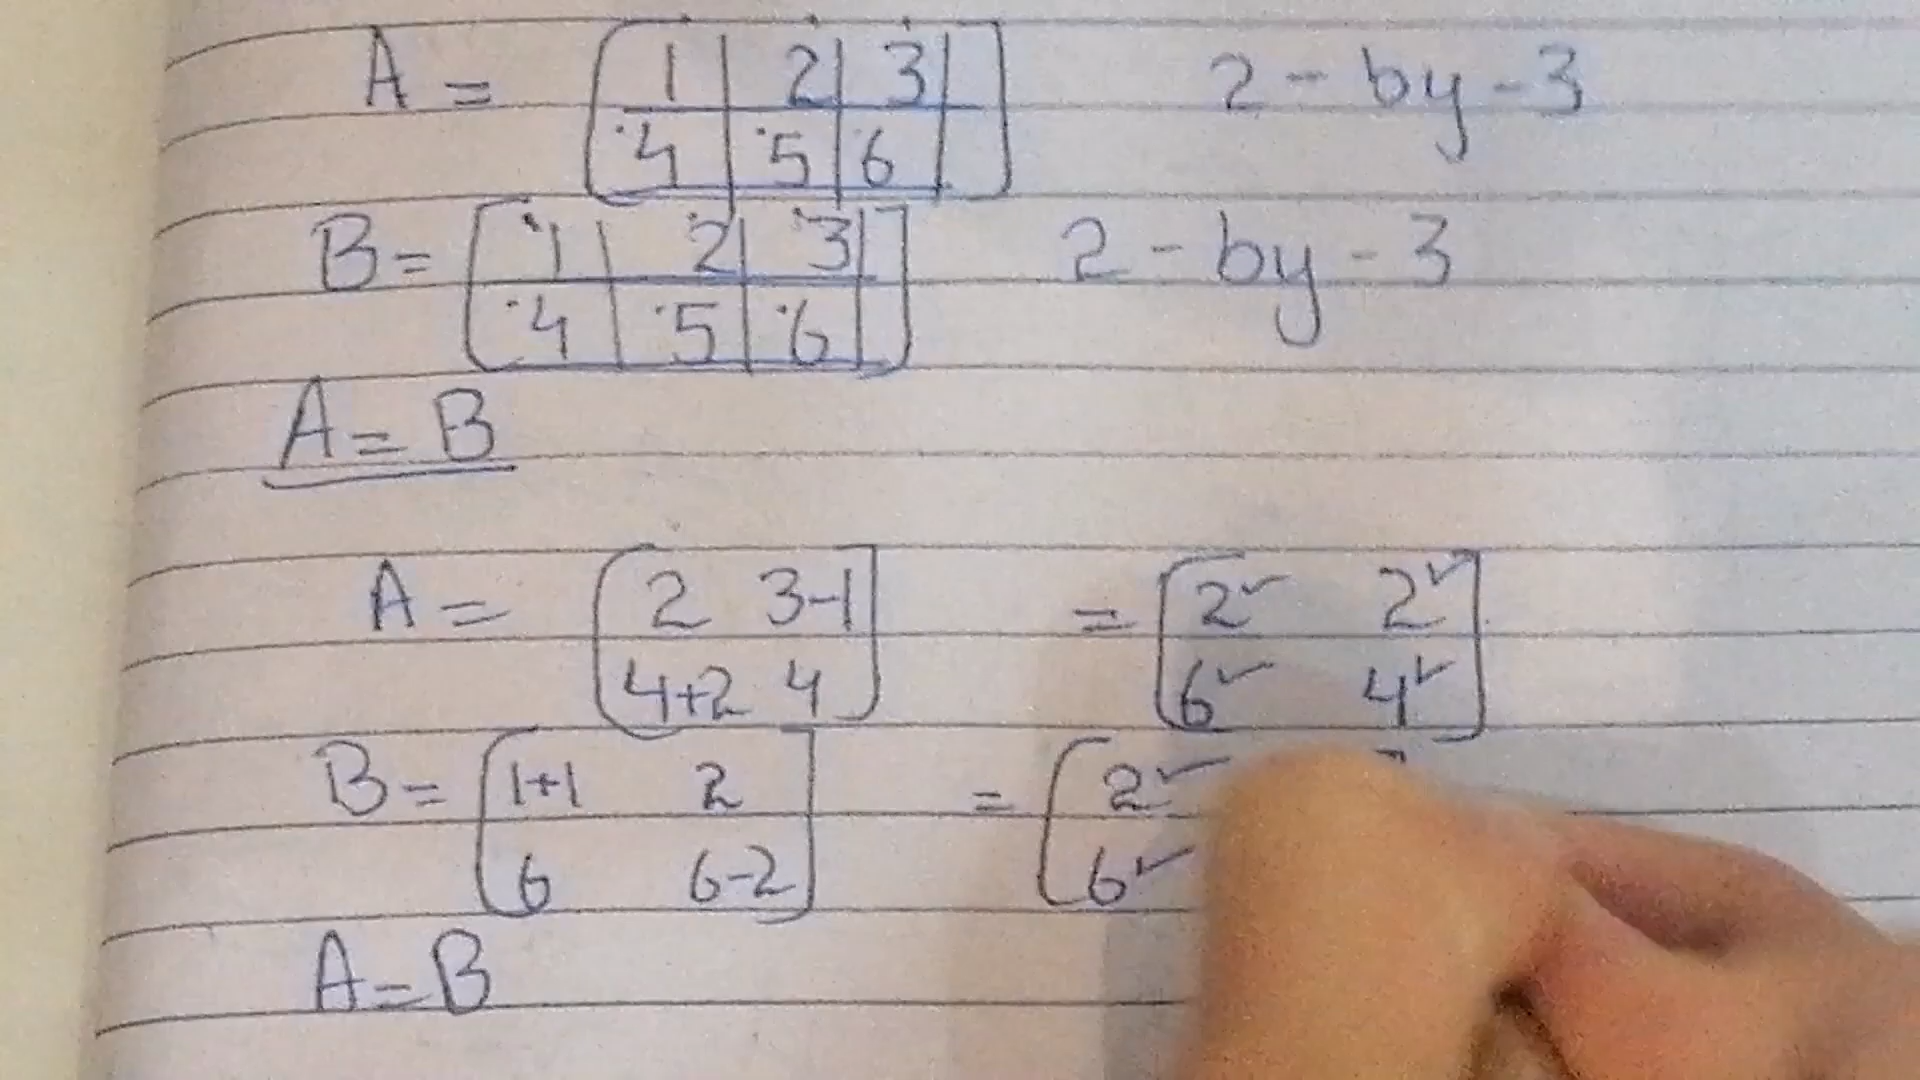 A = [1 2 3 2 - by - 3
4 5 6]
B = [1 2 3 2 - by - 3
4 5 6]
A = B
A = [2 3-1 = [2✓ 2✓
4+2 4] 6✓ 4✓]
B = [1+1 2 = [2✓
6 6-2] 6✓
A = B